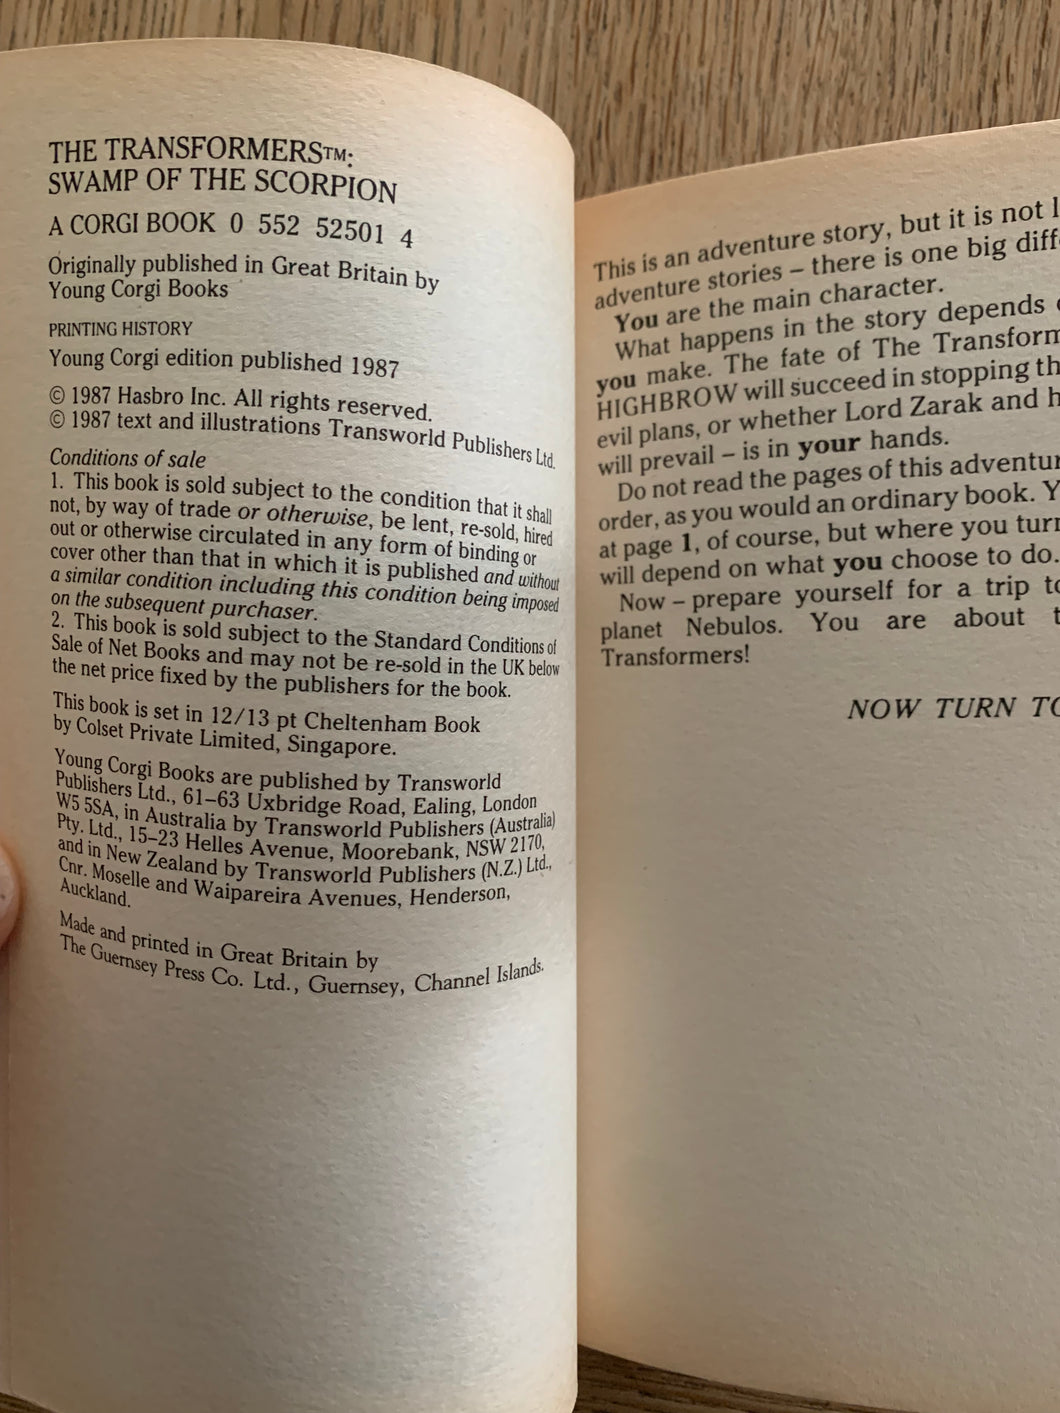 THE TRANSFORMERS™:
SWAMP OF THE SCORPION
A CORGI BOOK 0 552 52501 4
Originally published in Great Britain by
Young Corgi Books
PRINTING HISTORY
Young Corgi edition published 1987
© 1987 Hasbro Inc. All rights reserved.
© 1987 text and illustrations Transworld Publishers Ltd.
Conditions of sale
1. This book is sold subject to the condition that it shall
not, by way of trade or otherwise, be lent, re-sold, hired
out or otherwise circulated in any form of binding or
cover other than that in which it is published and without
a similar condition including this condition being imposed
on the subsequent purchaser.
2. This book is sold subject to the Standard Conditions of
Sale of Net Books and may not be re-sold in the UK below
the net price fixed by the publishers for the book.
This book is set in 12/13 pt Cheltenham Book
by Colset Private Limited, Singapore.
Young Corgi Books are published by Transworld
Publishers Ltd., 61–63 Uxbridge Road, Ealing, London
W5 5SA, in Australia by Transworld Publishers (Australia)
Pty. Ltd., 15–23 Helles Avenue, Moorebank, NSW 2170,
and in New Zealand by Transworld Publishers (N.Z.) Ltd.,
Cnr. Moselle and Waipareira Avenues, Henderson,
Auckland.
Made and printed in Great Britain by
The Guernsey Press Co. Ltd., Guernsey, Channel Islands.
This is an adventure story, but it is not
adventure stories – there is one big
You are the main character.
What happens in the story depends
you make. The fate of The
HIGHBROW will succeed in stopping
evil plans, or whether Lord Zarak and
will prevail – is in your hands.
Do not read the pages of this
order, as you would an ordinary book.
at page 1, of course, but where you
will depend on what you choose to do.
Now – prepare yourself for a trip
planet Nebulos. You are about
Transformers!
NOW TURN